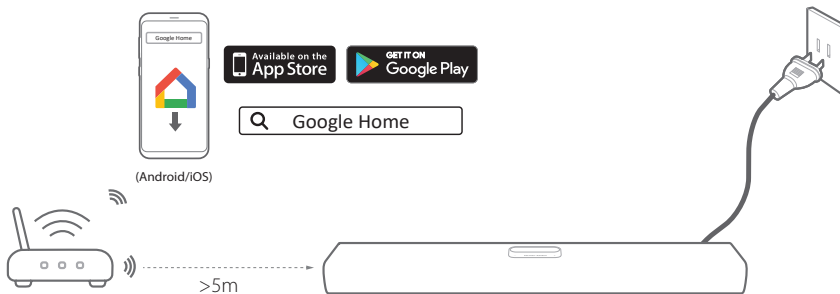 Google Home
Available on the
App Store
GET IT ON
Google Play
Google Home
(Android/iOS)
>5m